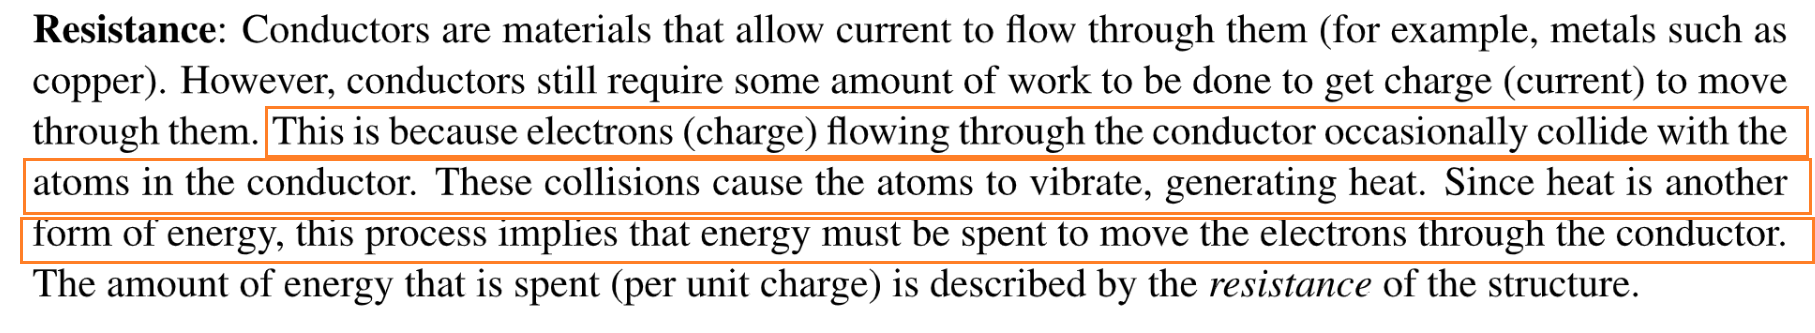 Resistance: Conductors are materials that allow current to flow through them (for example, metals such as
copper). However, conductors still require some amount of work to be done to get charge (current) to move
through them. This is because electrons (charge) flowing through the conductor occasionally collide with the
atoms in the conductor. These collisions cause the atoms to vibrate, generating heat. Since heat is another
form of energy, this process implies that energy must be spent to move the electrons through the conductor.
The amount of energy that is spent (per unit charge) is described by the resistance of the structure.